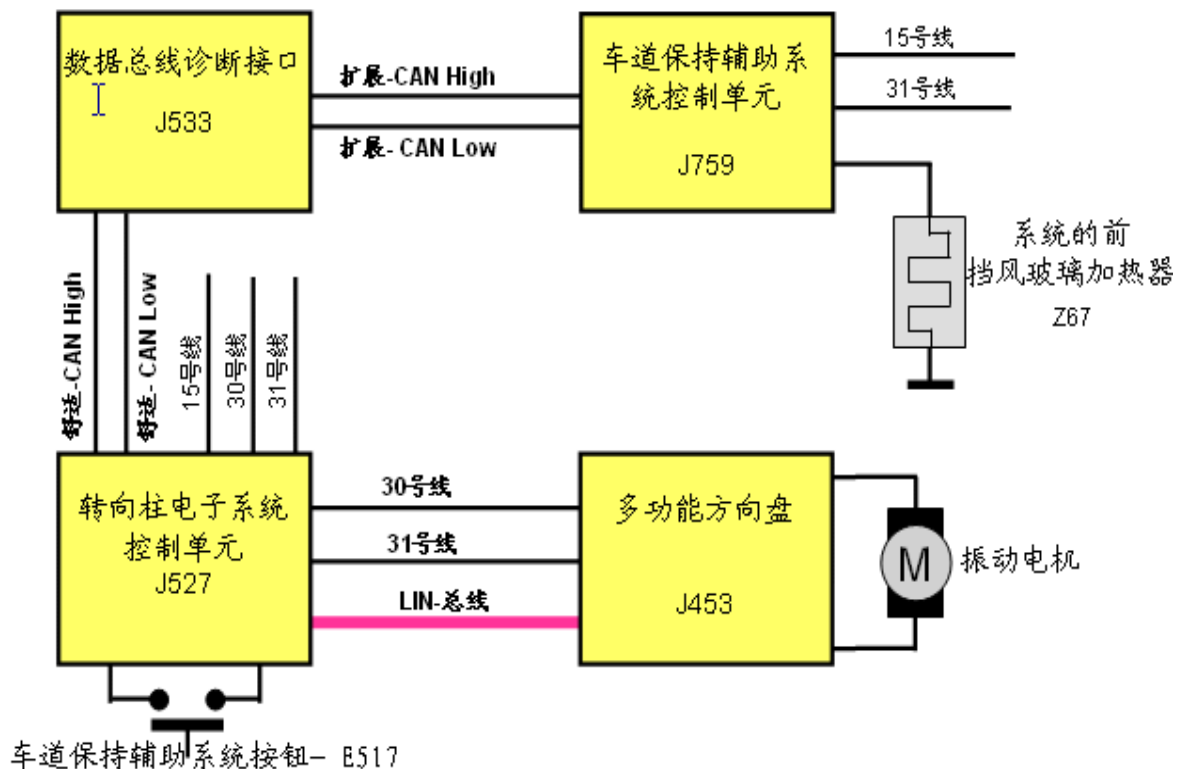 数据总线诊断接口
J533
扩展-CAN High
扩展- CAN Low
车道保持辅助系
统控制单元
J759
15号线
31号线
系统的前
挡风玻璃加热器
Z67
舒适-CAN High
舒适- CAN Low
15号线
30号线
31号线
转向柱电子系统
控制单元
J527
30号线
31号线
LIN-总线
多功能方向盘
J453
M
振动电机
车道保持辅助系统按钮- E517